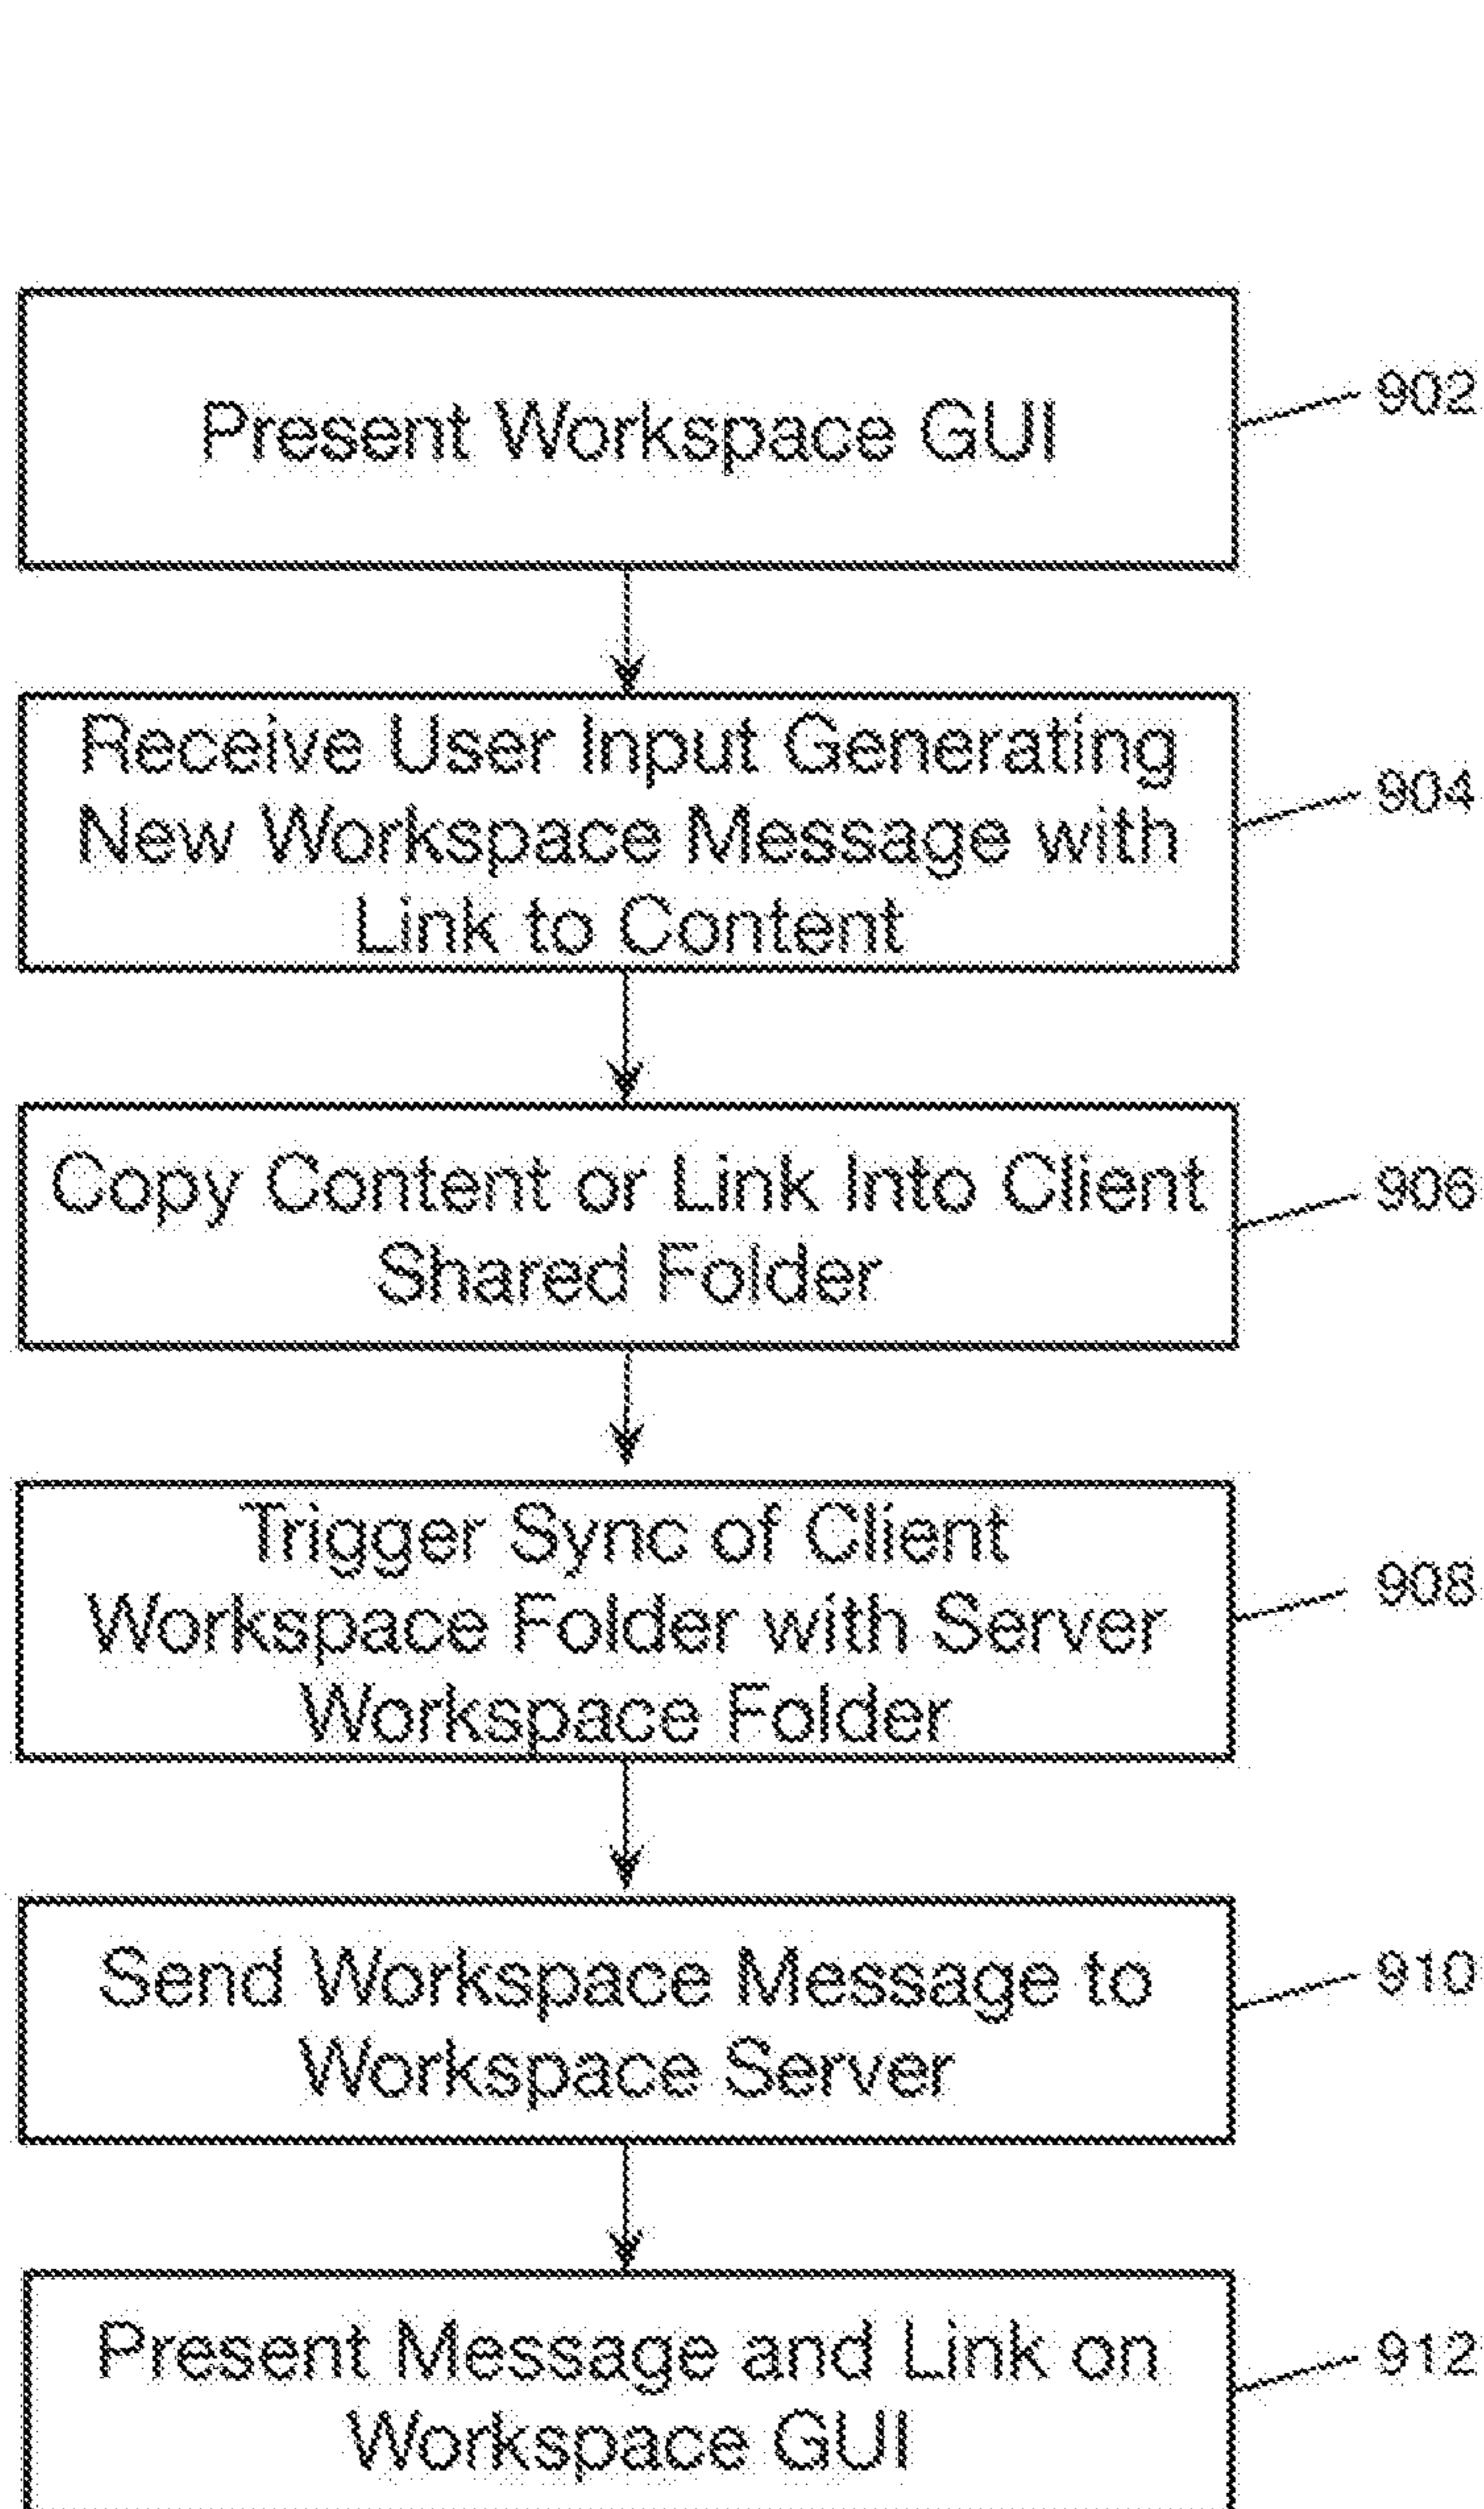 Present Workspace GUI
902
Receive User Input Generating
New Workspace Message with
Link to Content
904
Copy Content or Link Into Client
Shared Folder
906
Trigger Sync of Client
Workspace Folder with Server
Workspace Folder
908
Send Workspace Message to
Workspace Server
910
Present Message and Link on
Workspace GUI
912